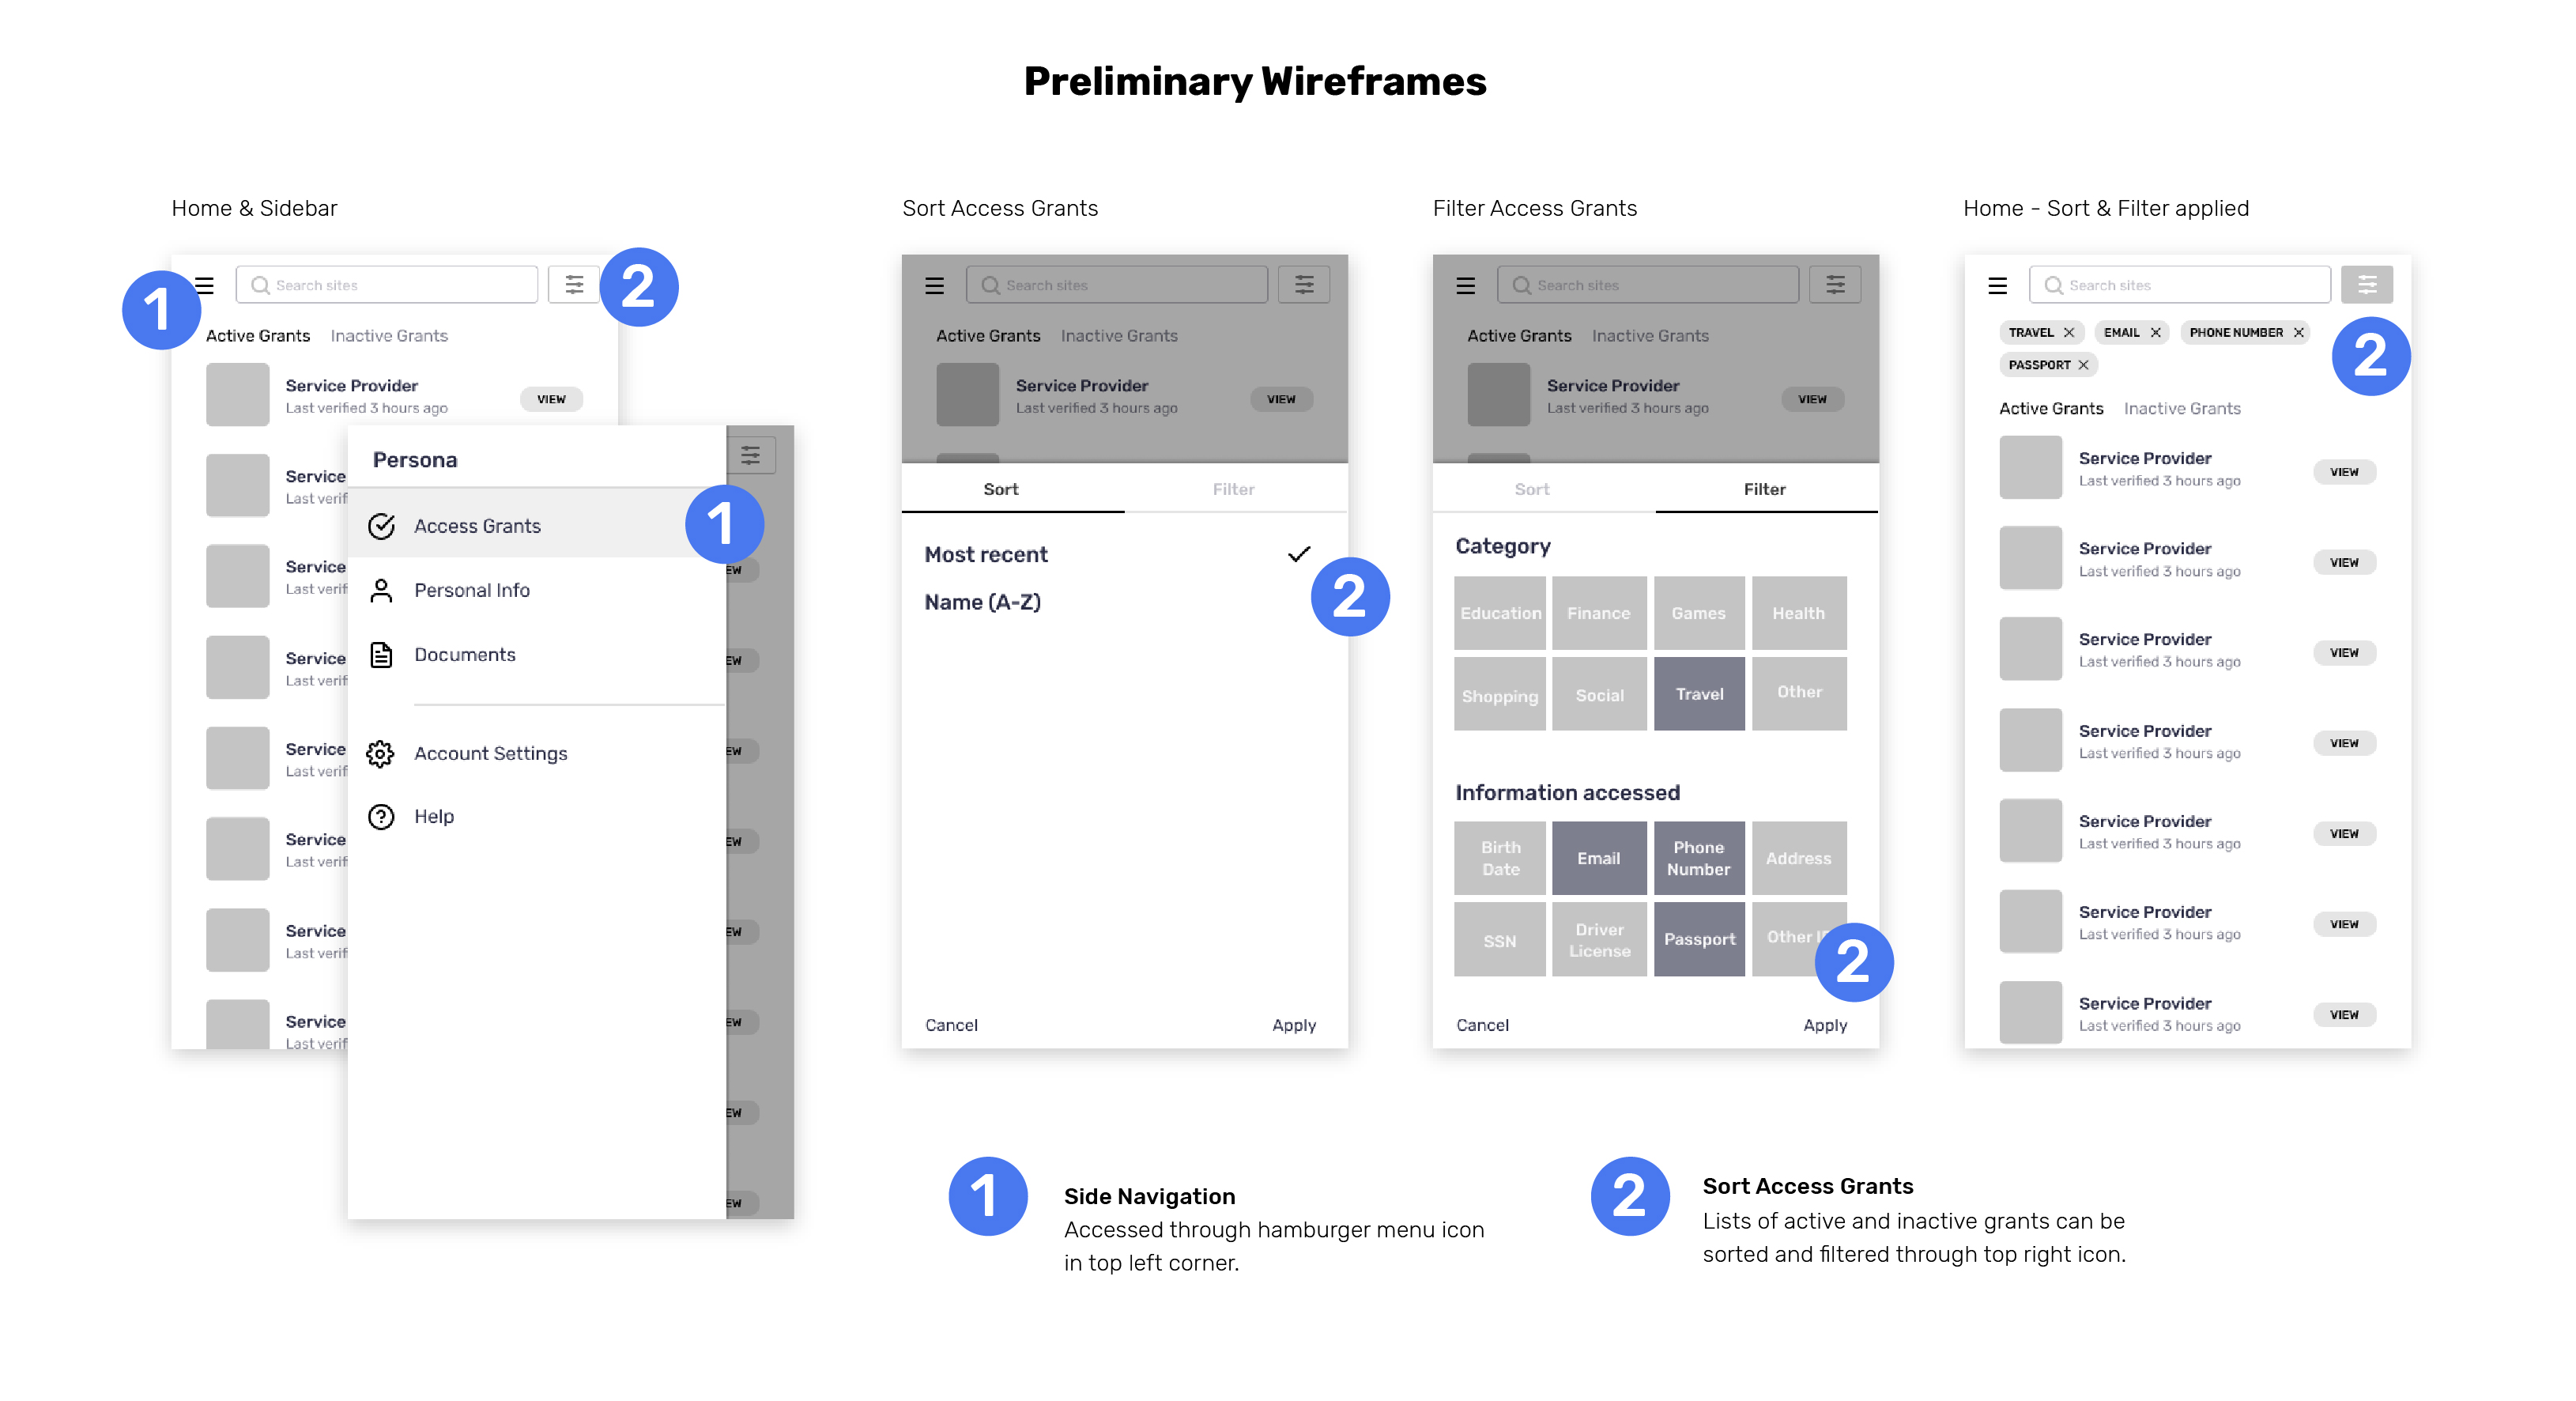 Preliminary Wireframes
Home & Sidebar
1
Search sites
2
Active Grants Inactive Grants
Service Provider
Last verified 3 hours ago
VIEW
Service
Last verif
Service
Last verif
Service
Last verif
Service
Last verif
Service
Last verif
Service
Last verif
Service
Last verif
Persona
Access Grants
1
Personal Info
Documents
Account Settings
Help
EW
EW
EW
EW
EW
EW
EW
EW
Sort Access Grants
Search sites
Active Grants Inactive Grants
Service Provider
Last verified 3 hours ago
VIEW
Sort Filter
Most recent
Name (A-Z)
2
Cancel Apply
Filter Access Grants
Search sites
Active Grants Inactive Grants
Service Provider
Last verified 3 hours ago
VIEW
Sort Filter
Category
Education Finance Games Health
Shopping Social Travel Other
Information accessed
Birth
Date
Email
Phone
Number
Address
SSN
Driver
License
Passport
Other I
2
Cancel Apply
Home - Sort & Filter applied
Search sites
TRAVEL EMAIL PHONE NUMBER
PASSPORT
2
Active Grants Inactive Grants
Service Provider
Last verified 3 hours ago
VIEW
Service Provider
Last verified 3 hours ago
VIEW
Service Provider
Last verified 3 hours ago
VIEW
Service Provider
Last verified 3 hours ago
VIEW
Service Provider
Last verified 3 hours ago
VIEW
Service Provider
Last verified 3 hours ago
VIEW
Service Provider
Last verified 3 hours ago
VIEW
1
Side Navigation
Accessed through hamburger menu icon
in top left corner.
2
Sort Access Grants
Lists of active and inactive grants can be
sorted and filtered through top right icon.